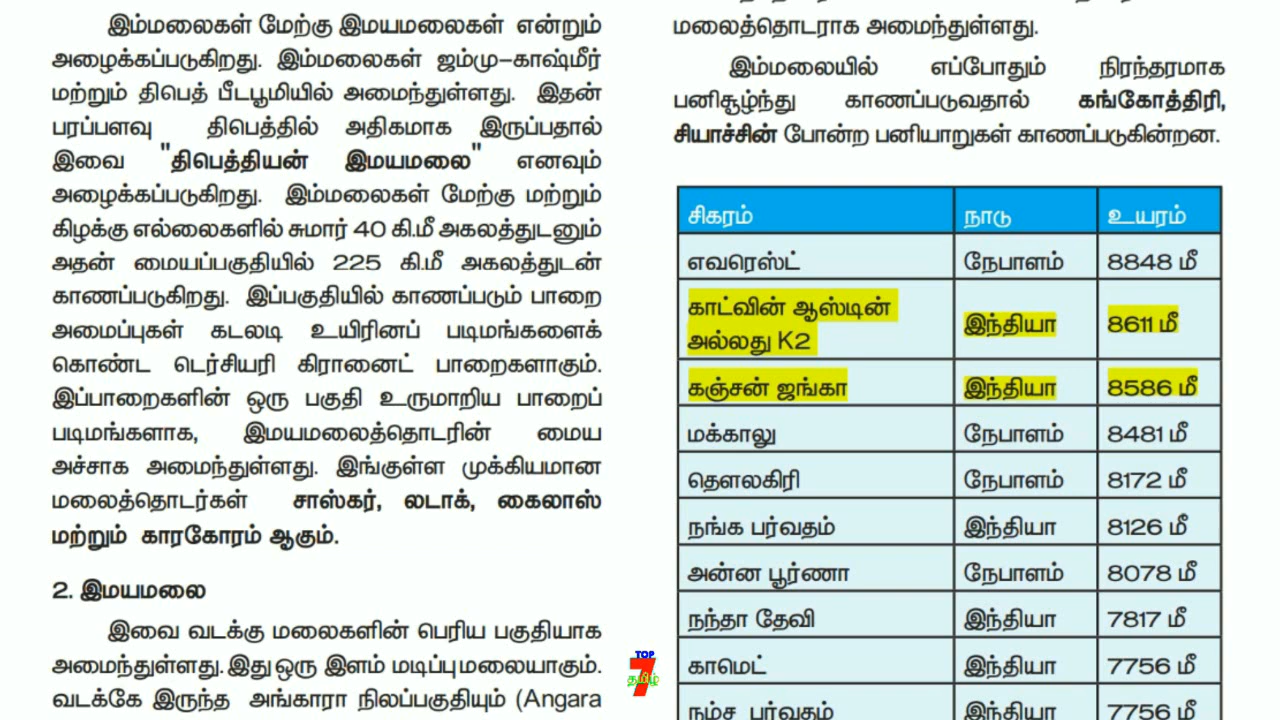 இம்மலைகள் மேற்கு இமயமலைகள் என்றும்
அழைக்கப்படுகிறது. இம்மலைகள் ஜம்மு–காஷ்மீர்
மற்றும் திபெத் பீடபூமியில் அமைந்துள்ளது. இதன்
பரப்பளவு திபெத்தில் அதிகமாக இருப்பதால்
இவை "திபெத்தியன் இமயமலை" எனவும்
அழைக்கப்படுகிறது. இம்மலைகள் மேற்கு மற்றும்
கிழக்கு எல்லைகளில் சுமார் 40 கி.மீ அகலத்துடனும்
அதன் மையப்பகுதியில் 225 கி.மீ அகலத்துடன்
காணப்படுகிறது. இப்பகுதியில் காணப்படும் பாறை
அமைப்புகள் கடலடி உயிரினப் படிமங்களைக்
கொண்ட டெர்சியரி கிரானைட் பாறைகளாகும்.
இப்பாறைகளின் ஒரு பகுதி உருமாறிய பாறைப்
படிமங்களாக, இமயமலைத்தொடரின் மைய
அச்சாக அமைந்துள்ளது. இங்குள்ள முக்கியமான
மலைத்தொடர்கள் சாஸ்கர், லடாக், கைலாஸ்
மற்றும் காரகோரம் ஆகும்.
2. இமயமலை
இவை வடக்கு மலைகளின் பெரிய பகுதியாக
அமைந்துள்ளது. இது ஒரு இளம் மடிப்பு மலையாகும்.
வடக்கே இருந்த அங்காரா நிலப்பகுதியும் (Angara
மலைத்தொடராக அமைந்துள்ளது.
இம்மலையில் எப்போதும் நிரந்தரமாக
பனிசூழ்ந்து காணப்படுவதால் கங்கோத்திரி,
சியாச்சின் போன்ற பனியாறுகள் காணப்படுகின்றன.
சிகரம் நாடு உயரம்
எவரெஸ்ட் நேபாளம் 8848 மீ
காட்வின் ஆஸ்டின்
அல்லது K2 இந்தியா 8611 மீ
கஞ்சன் ஜங்கா இந்தியா 8586 மீ
மக்காலு நேபாளம் 8481 மீ
தௌலகிரி நேபாளம் 8172 மீ
நங்க பர்வதம் இந்தியா 8126 மீ
அன்ன பூர்ணா நேபாளம் 8078 மீ
நந்தா தேவி இந்தியா 7817 மீ
காமெட் இந்தியா 7756 மீ
நம்ச பர்வதம் இந்தியா 7756 மீ
TOP
7
தமிழ்